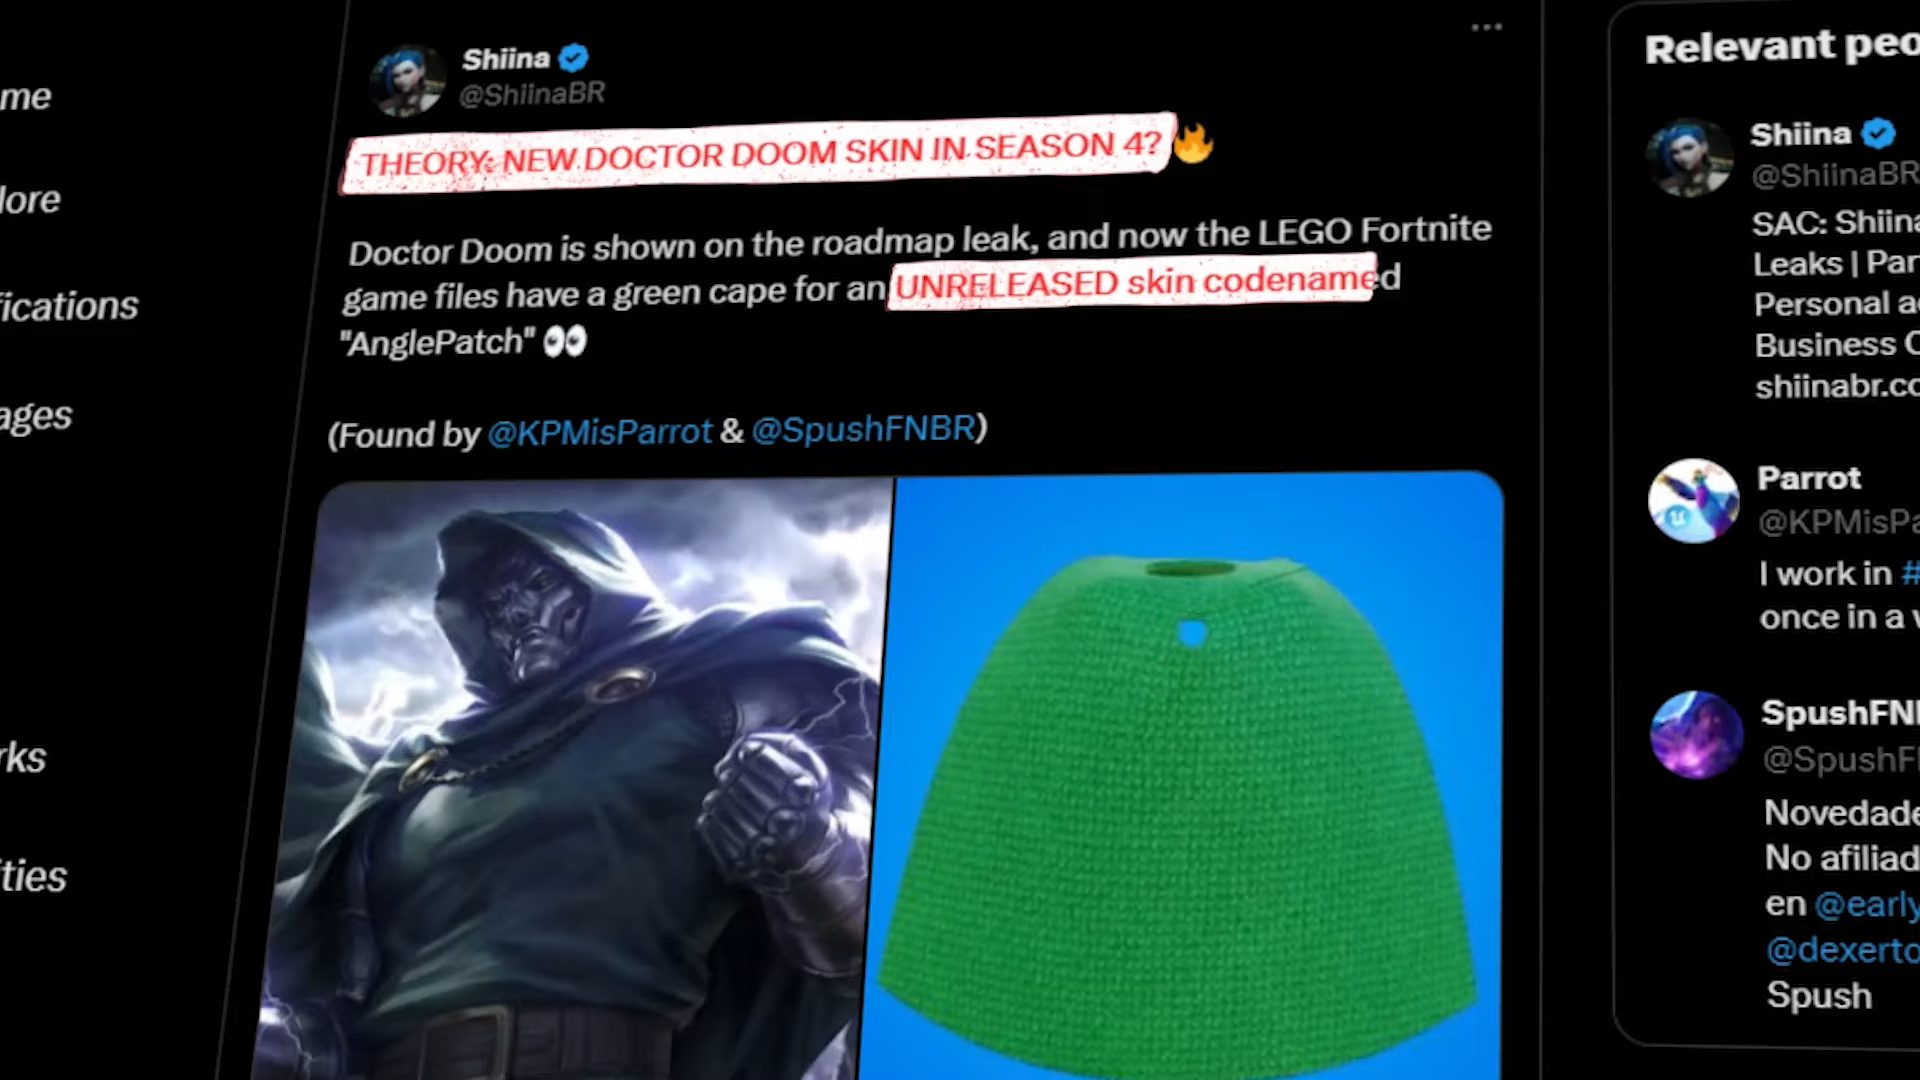 me
lore
fications
ages
rks
ities
Shiina
@ShiinaBR
THEORY: NEW DOCTOR DOOM SKIN IN SEASON 4? 🔥
Doctor Doom is shown on the roadmap leak, and now the LEGO Fortnite
game files have a green cape for an UNRELEASED skin codenamed
"AnglePatch" 👀
(Found by @KPMisParrot & @SpushFNBR)
Relevant peo
Shiina
@ShiinaBR
SAC: Shiina
Leaks | Par
Personal a
Business C
shiinabr.co
Parrot
@KPMisPa
I work in #
once in a v
SpushFN
@SpushF
Novedade
No afiliad
en @early
@dexerto
Spush